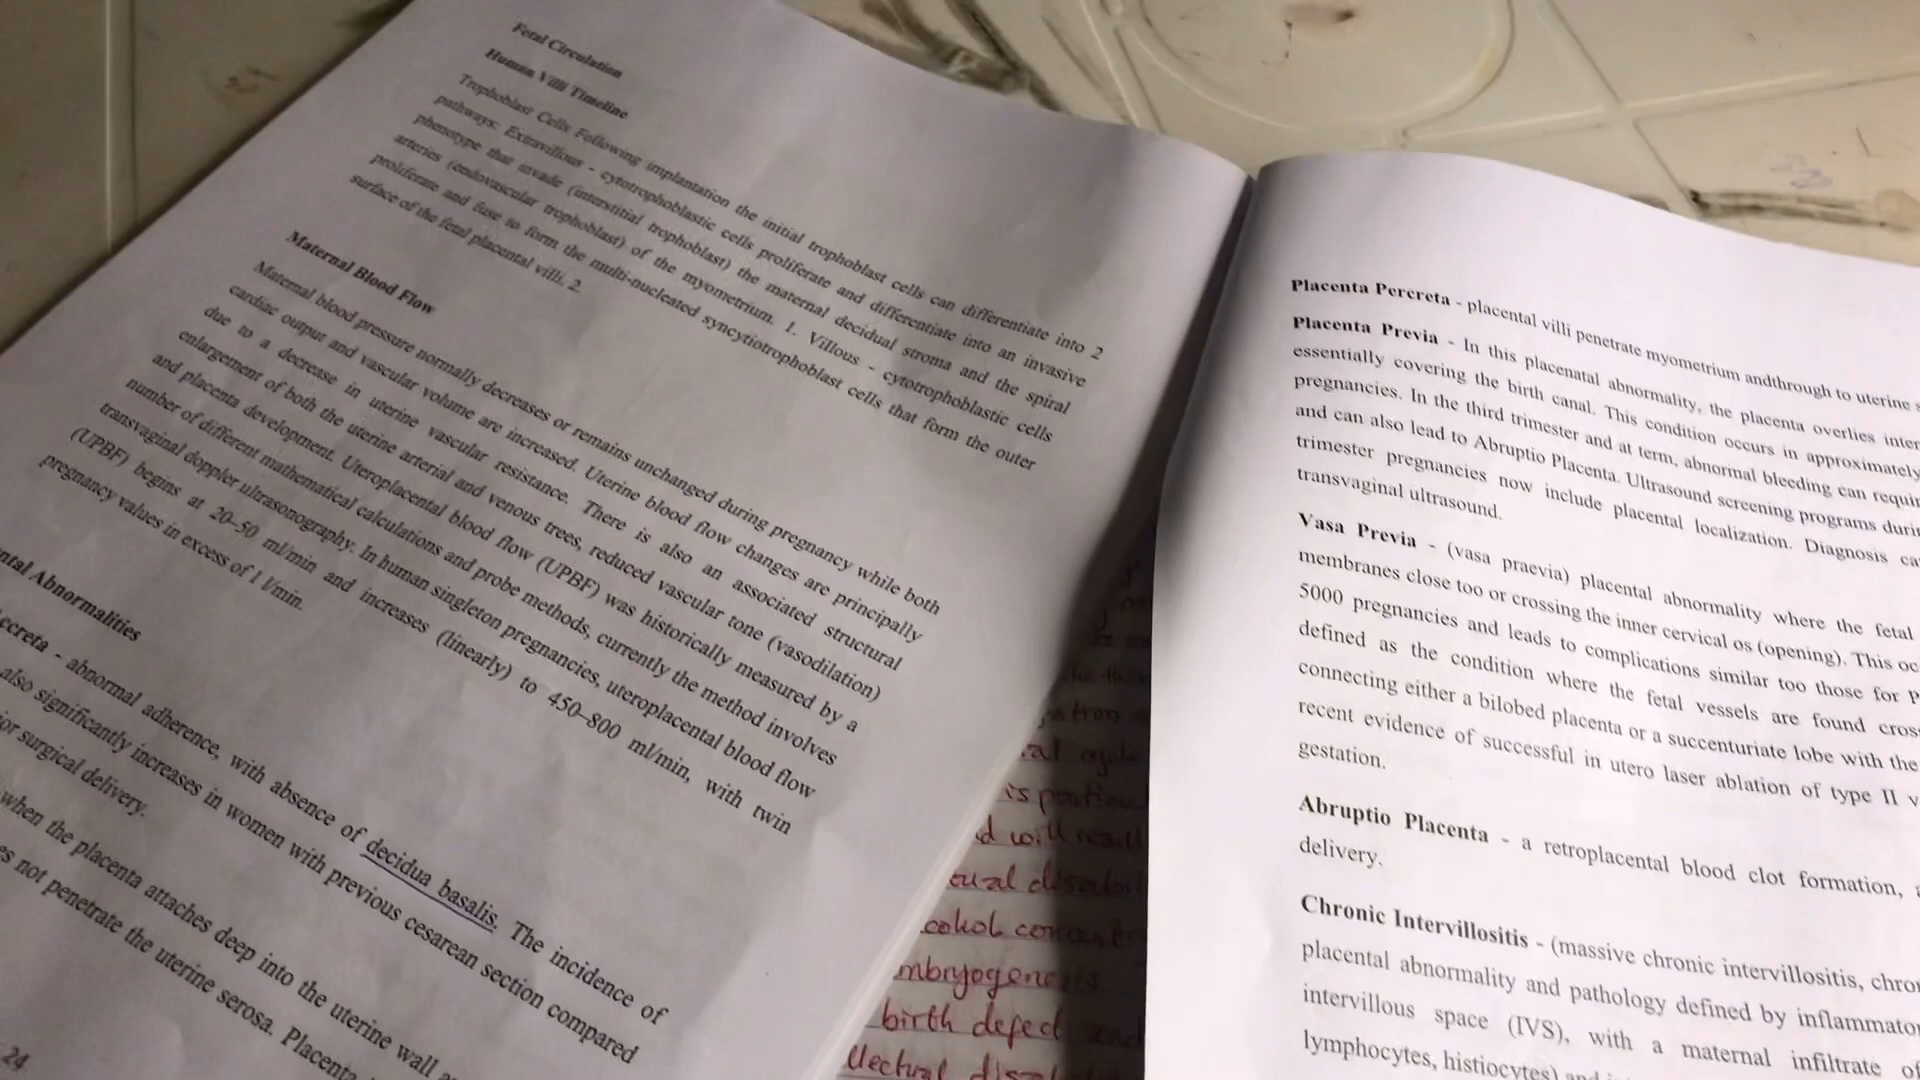 Fetal Circulation
Human Villi Timeline
Trophoblast Cells Following implantation the initial trophoblast cells can differentiate into 2
pathways: Extravillous - cytotrophoblastic cells proliferate and differentiate into an invasive
phenotype that invade (interstitial trophoblast) the maternal decidual stroma and the spiral
arteries (endovascular trophoblast) of the myometrium. 1. Villous - cytotrophoblastic cells
proliferate and fuse to form the multi-nucleated syncytiotrophoblast cells that form the outer
surface of the fetal placental villi. 2
Maternal Blood Flow
Maternal blood pressure normally decreases or remains unchanged during pregnancy while both
cardiac output and vascular volume are increased. Uterine blood flow changes are principally
due to a decrease in uterine vascular resistance. There is also an associated structural
enlargement of both the uterine arterial and venous trees, reduced vascular tone (vasodilation)
and placenta development. Uteroplacental blood flow (UPBF) was historically measured by a
number of different mathematical calculations and probe methods, currently the method involves
transvaginal doppler ultrasonography. In human singleton pregnancies, uteroplacental blood flow
(UPBF) begins at 20–50 ml/min and increases (linearly) to 450–800 ml/min, with twin
pregnancy values in excess of 1 l/min.
ntal Abnormalities
ccreta - abnormal adherence, with absence of decidua basalis. The incidence of
also significantly increases in women with previous cesarean section compared
ior surgical delivery.
when the placenta attaches deep into the uterine wall
es not penetrate the uterine serosa. Placenta
24
is
d will result
cohol
mbryogenesis
birth defect
llectual
Placenta Percreta - placental villi penetrate myometrium andthrough to uterine s
Placenta Previa - In this placenatal abnormality, the placenta overlies inter
essentially covering the birth canal. This condition occurs in approximately
pregnancies. In the third trimester and at term, abnormal bleeding can requir
and can also lead to Abruptio Placenta. Ultrasound screening programs durin
trimester pregnancies now include placental localization. Diagnosis ca
transvaginal ultrasound.
Vasa Previa - (vasa praevia) placental abnormality where the fetal
membranes close too or crossing the inner cervical os (opening). This oc
5000 pregnancies and leads to complications similar too those for P
defined as the condition where the fetal vessels are found cros
connecting either a bilobed placenta or a succenturiate lobe with the
recent evidence of successful in utero laser ablation of type II v
gestation.
Abruptio Placenta - a retroplacental blood clot formation,
delivery.
Chronic Intervillositis - (massive chronic intervillositis, chron
placental abnormality and pathology defined by inflammator
intervillous space (IVS), with a maternal infiltrate of
lymphocytes, histiocytes)